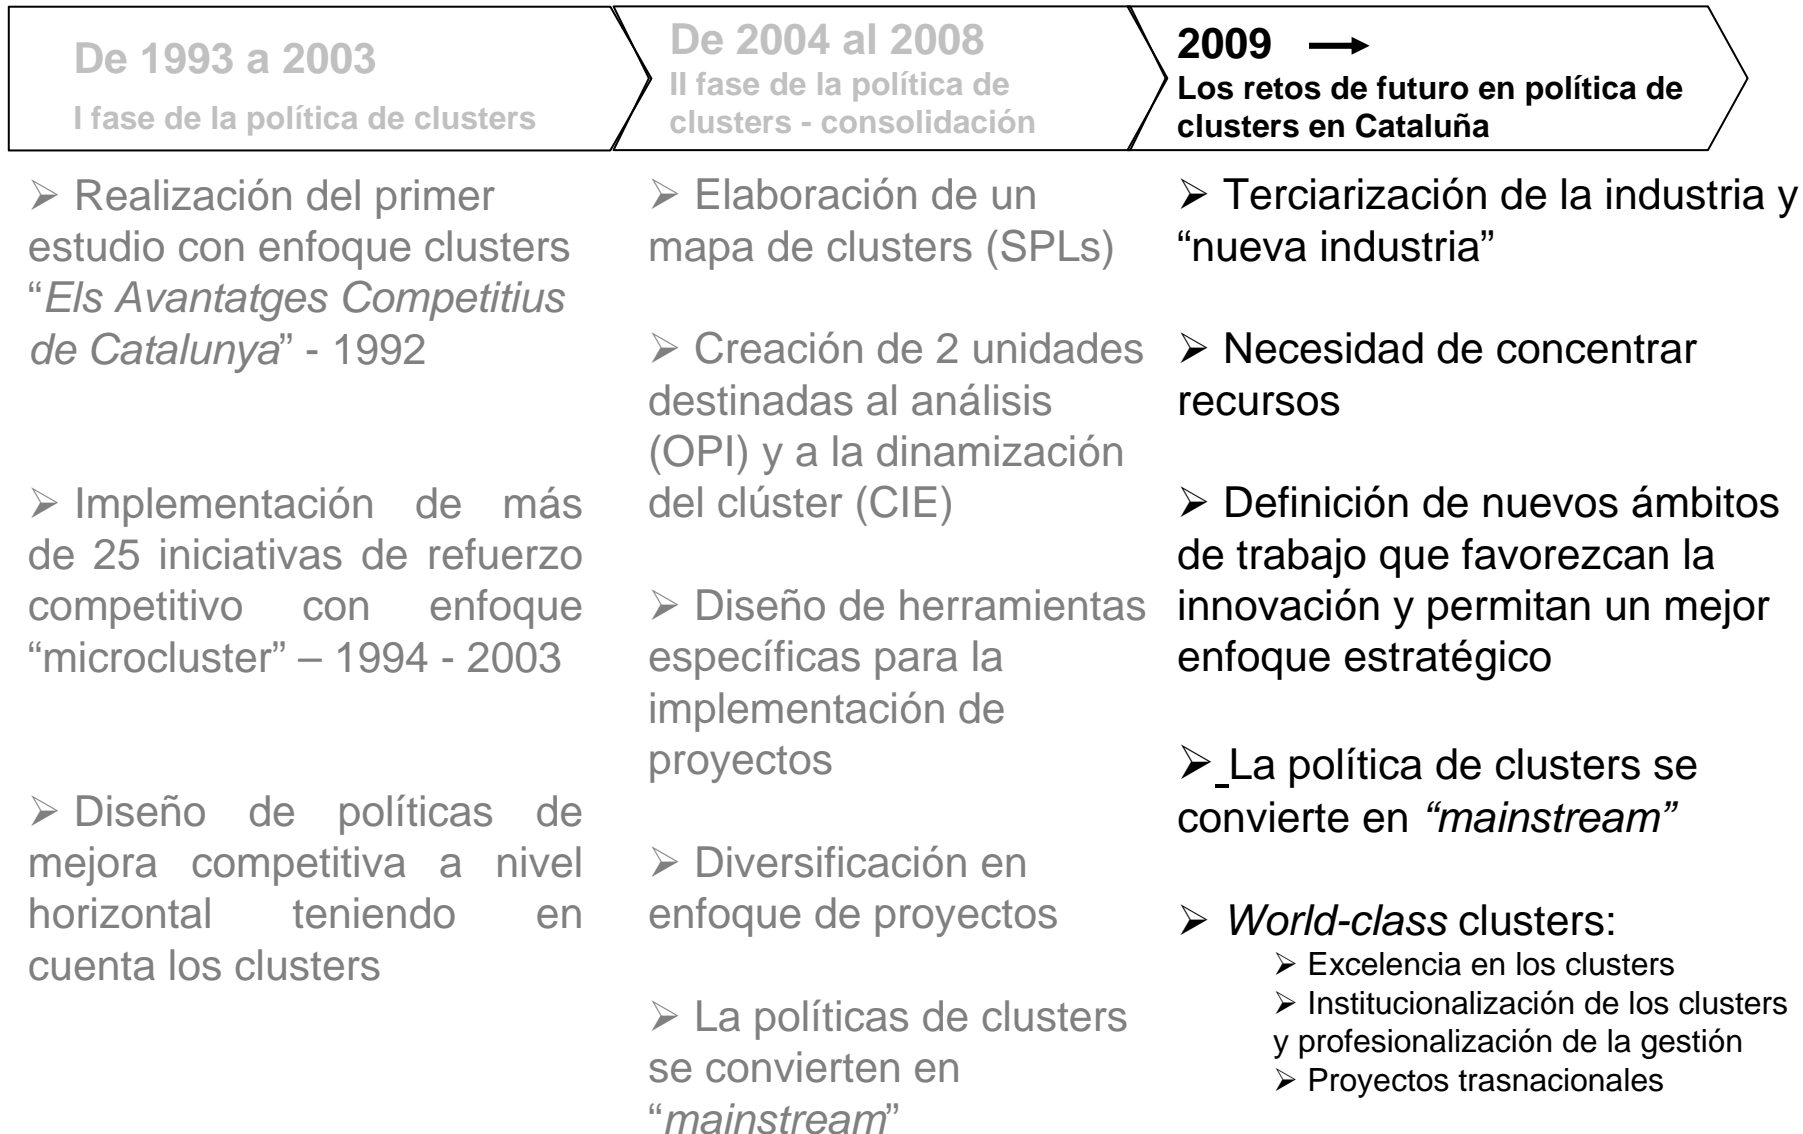 De 1993 a 2003
I fase de la política de clusters
➢ Realización del primer
estudio con enfoque clusters
“Els Avantatges Competitius
de Catalunya” - 1992
➢ Implementación de más
de 25 iniciativas de refuerzo
competitivo con enfoque
“microcluster” – 1994 - 2003
➢ Diseño de políticas de
mejora competitiva a nivel
horizontal teniendo en
cuenta los clusters
De 2004 al 2008
II fase de la política de
clusters - consolidación
➢ Elaboración de un
mapa de clusters (SPLs)
➢ Creación de 2 unidades
destinadas al análisis
(OPI) y a la dinamización
del clúster (CIE)
➢ Diseño de herramientas
específicas para la
implementación de
proyectos
➢ Diversificación en
enfoque de proyectos
➢ La políticas de clusters
se convierten en
“mainstream”
2009 →
Los retos de futuro en política de
clusters en Cataluña
➢ Terciarización de la industria y
“nueva industria”
➢ Necesidad de concentrar
recursos
➢ Definición de nuevos ámbitos
de trabajo que favorezcan la
innovación y permitan un mejor
enfoque estratégico
➢ La política de clusters se
convierte en “mainstream”
➢ World-class clusters:
➢ Excelencia en los clusters
➢ Institucionalización de los clusters
y profesionalización de la gestión
➢ Proyectos trasnacionales